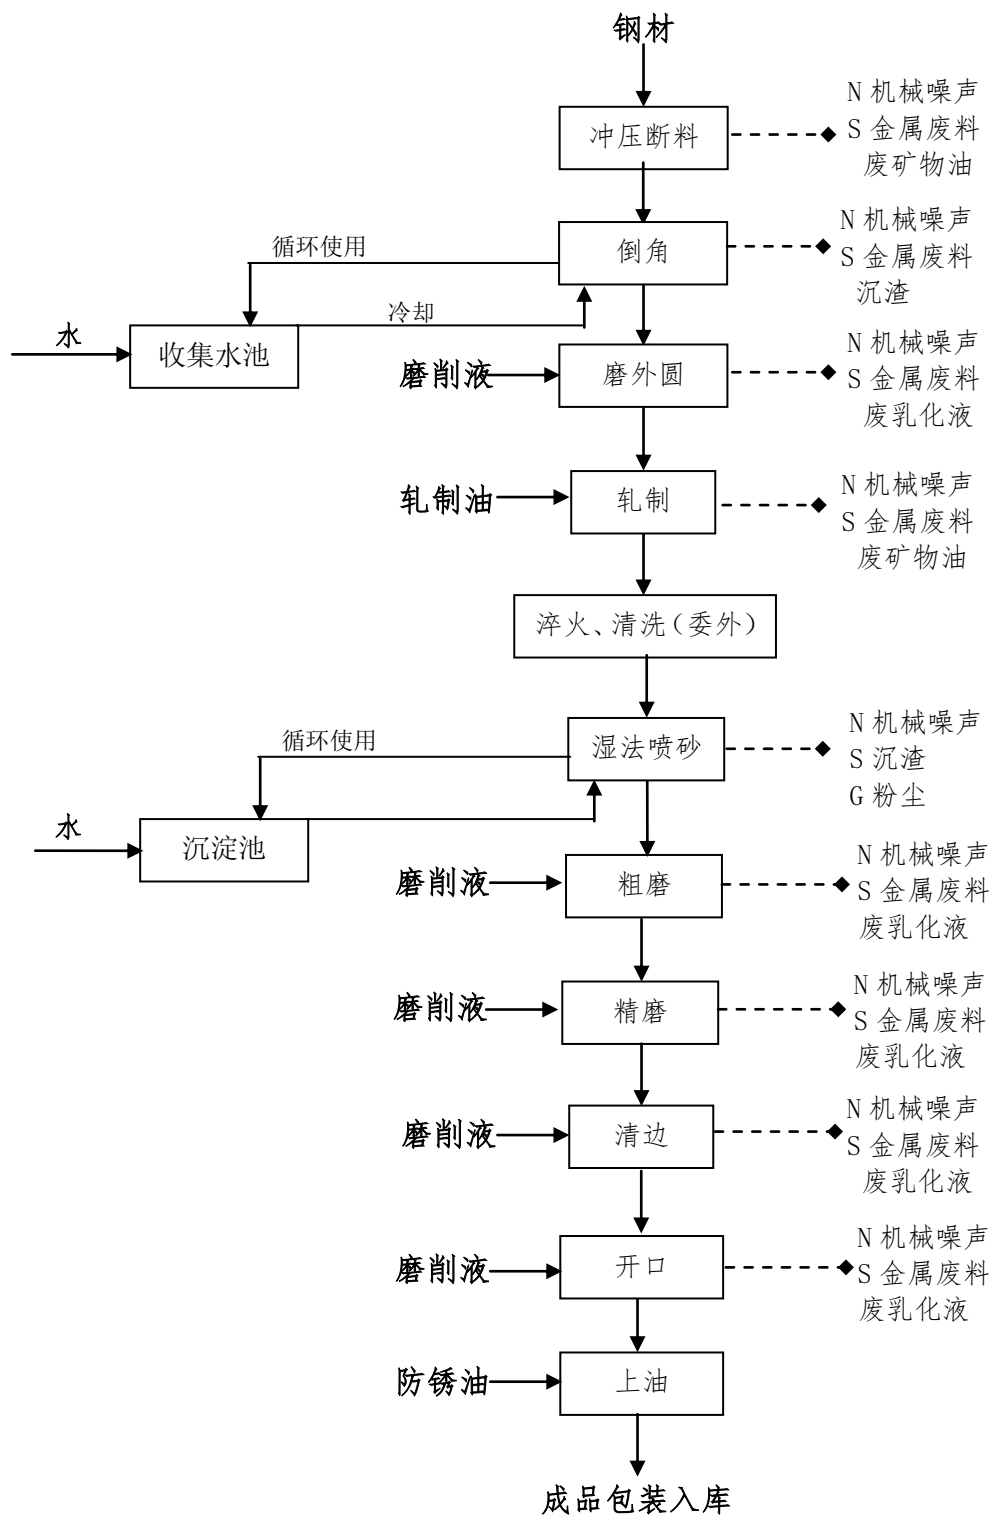 钢材
冲压断料
N 机械噪声
S 金属废料
废矿物油
循环使用
倒角
N 机械噪声
S 金属废料
沉渣
冷却
水
收集水池
磨削液
磨外圆
N 机械噪声
S 金属废料
废乳化液
轧制油
轧制
N 机械噪声
S 金属废料
废矿物油
淬火、清洗（委外）
循环使用
湿法喷砂
N 机械噪声
S 沉渣
G 粉尘
水
沉淀池
磨削液
粗磨
N 机械噪声
S 金属废料
废乳化液
磨削液
精磨
N 机械噪声
S 金属废料
废乳化液
磨削液
清边
N 机械噪声
S 金属废料
废乳化液
磨削液
开口
N 机械噪声
S 金属废料
废乳化液
防锈油
上油
成品包装入库